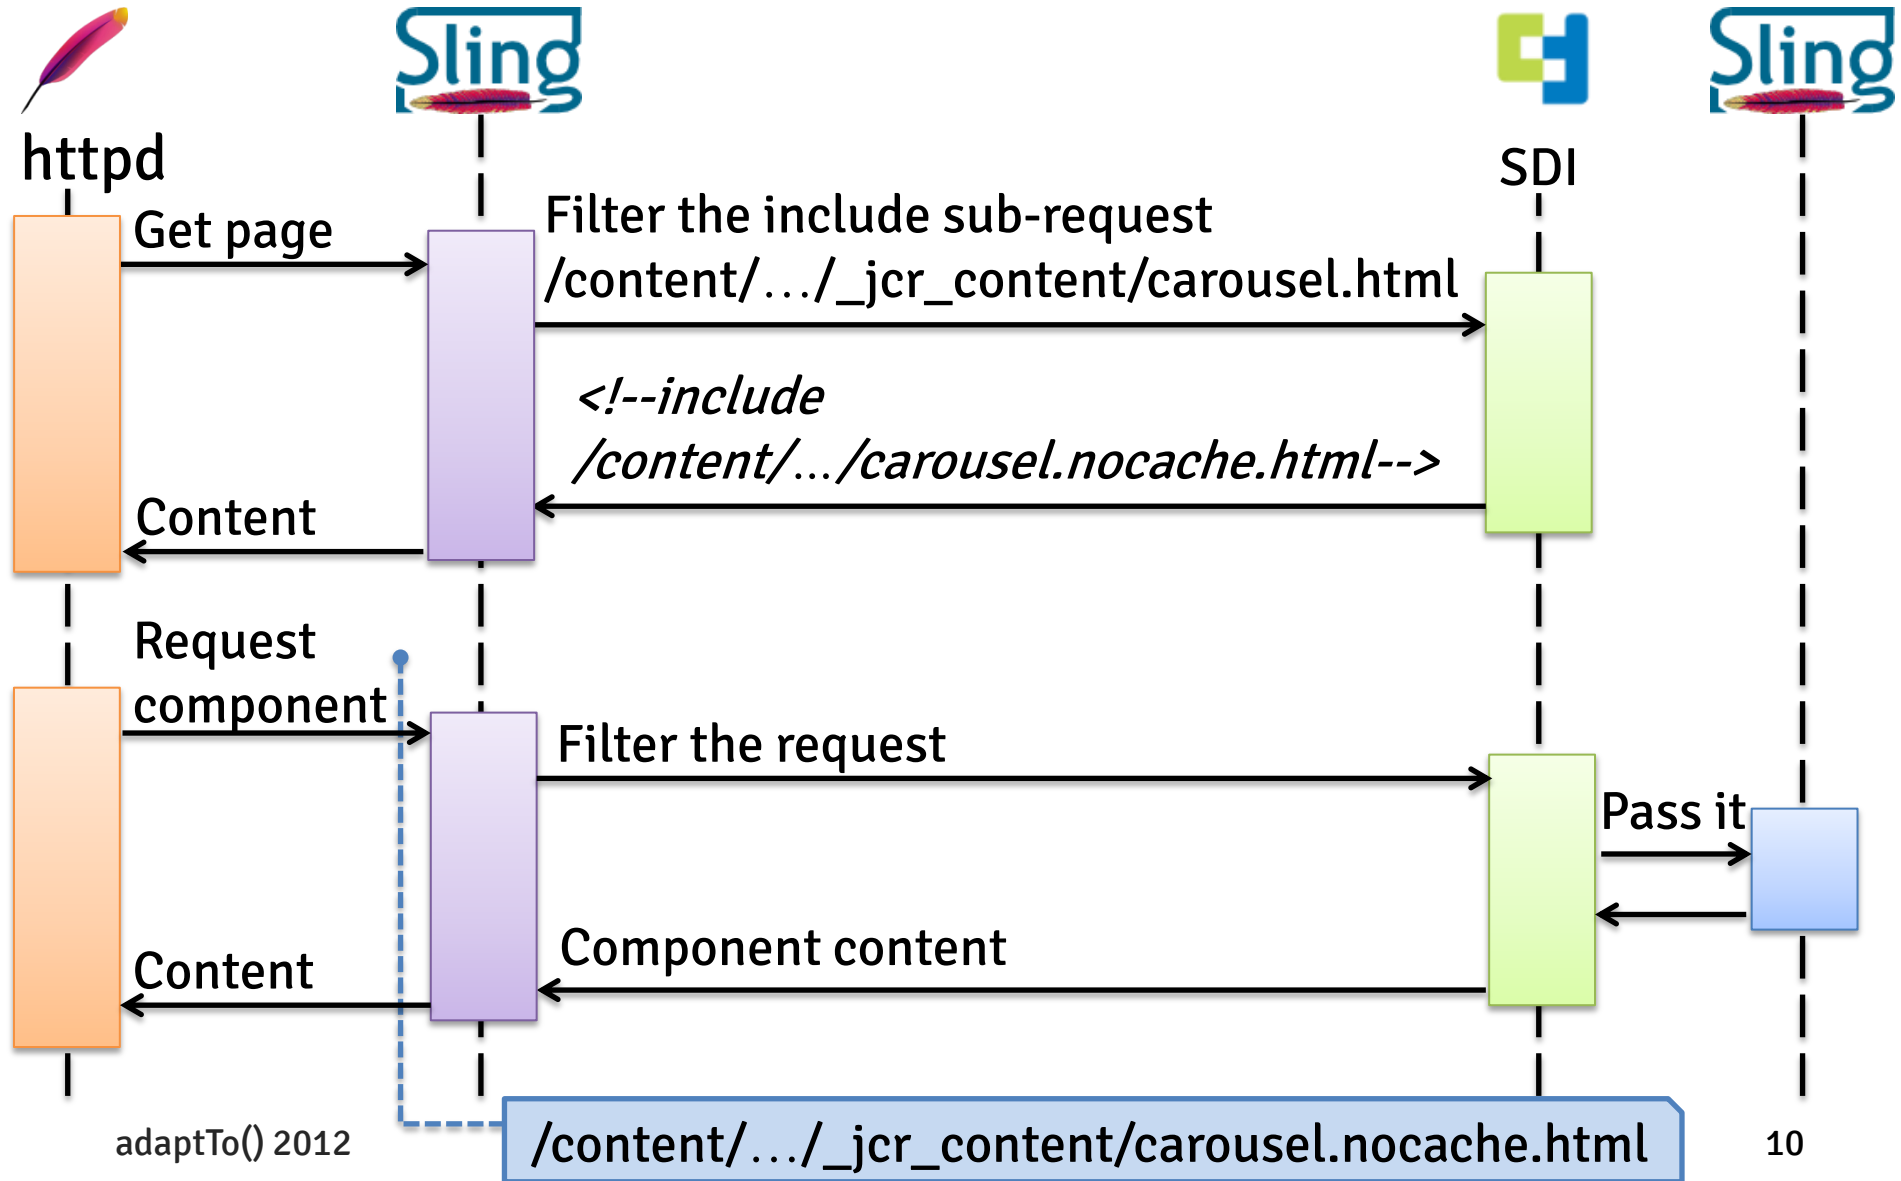 Sling
Sling
httpd
SDI
Get page
Filter the include sub-request
/content/…/_jcr_content/carousel.html
<!--include
/content/…/carousel.nocache.html-->
Content
Request
component
Filter the request
Pass it
Component content
Content
/content/…/_jcr_content/carousel.nocache.html
adaptTo() 2012
10